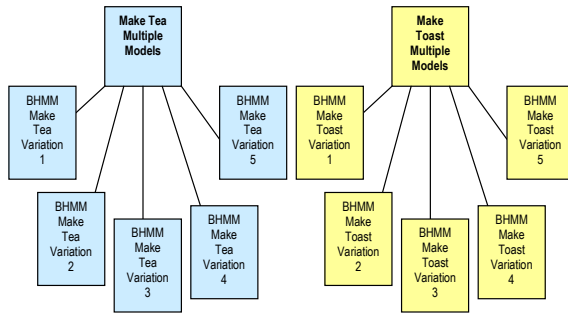 Make Tea
Multiple
Models
BHMM
Make
Tea
Variation
1
BHMM
Make
Tea
Variation
2
BHMM
Make
Tea
Variation
3
BHMM
Make
Tea
Variation
4
BHMM
Make
Tea
Variation
5
Make
Toast
Multiple
Models
BHMM
Make
Toast
Variation
1
BHMM
Make
Toast
Variation
2
BHMM
Make
Toast
Variation
3
BHMM
Make
Toast
Variation
4
BHMM
Make
Toast
Variation
5